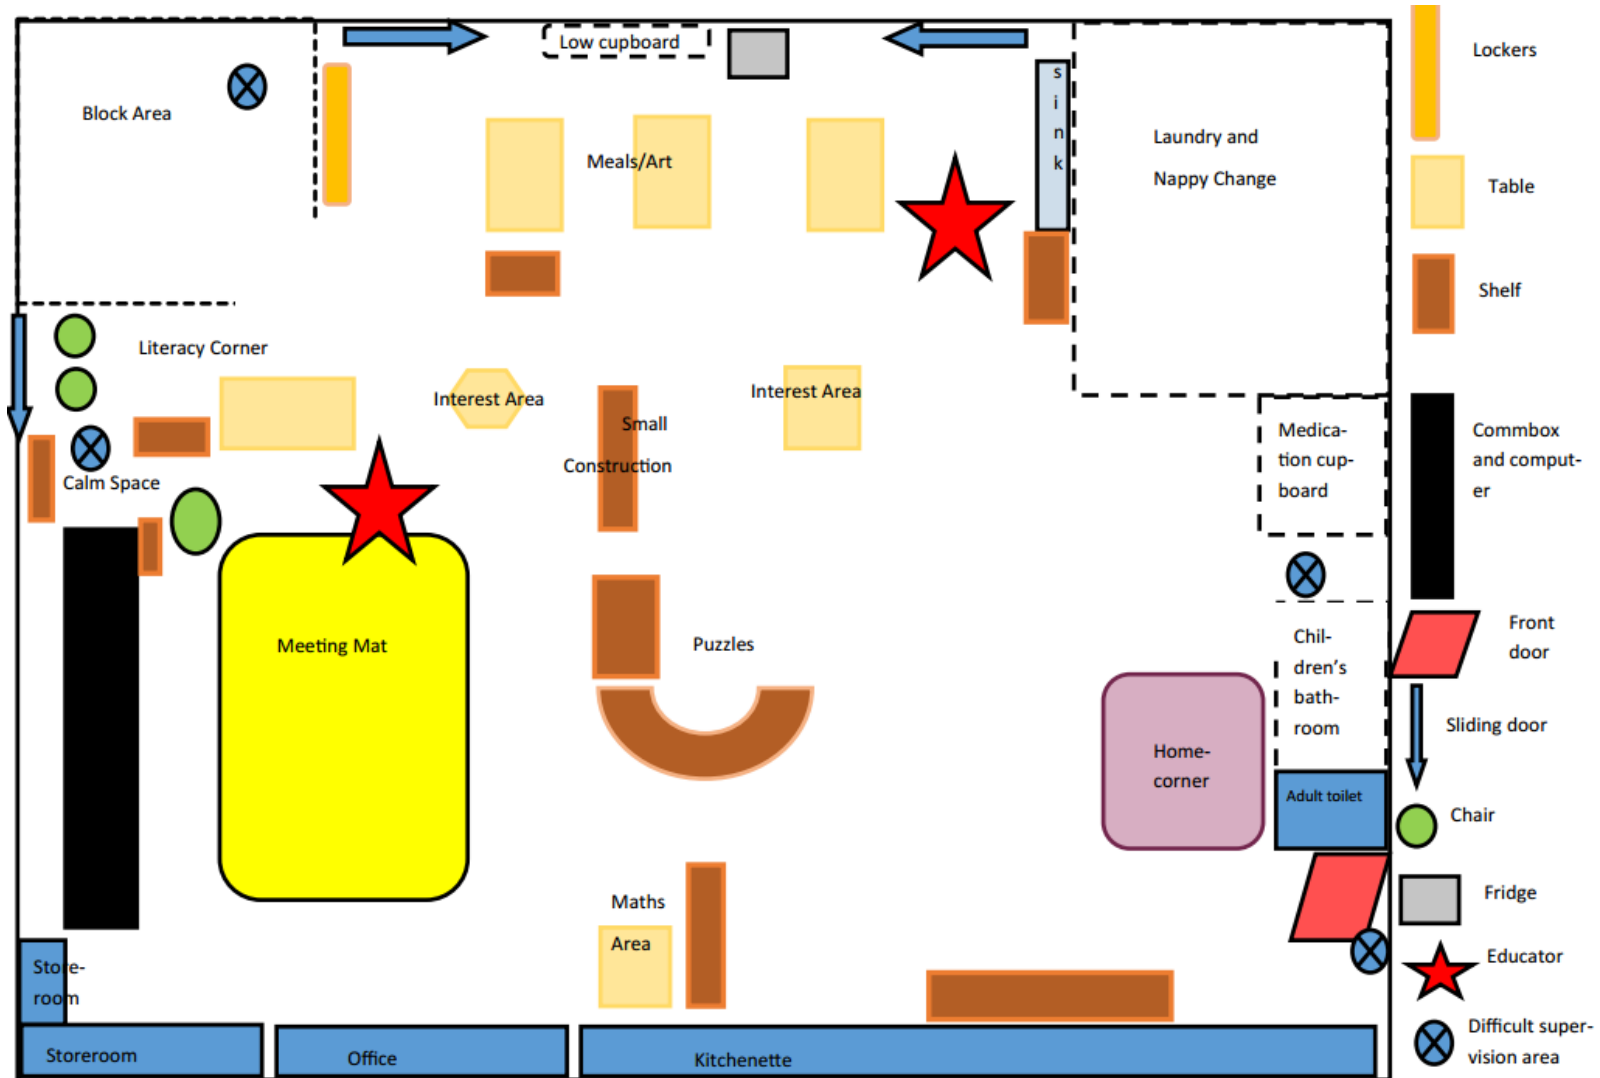 Low cupboard
Block Area
s
i
n
k
Meals/Art
Laundry and
Nappy Change
Literacy Corner
Interest Area
Interest Area
Small
Construction
Calm Space
Medica-
tion cup-
board
Meeting Mat
Puzzles
Chil-
dren's
bath-
room
Home-
corner
Adult toilet
Maths
Area
Store-
room
Storeroom
Office
Kitchenette
Lockers
Table
Shelf
Commbox
and comput-
er
Front
door
Sliding door
Chair
Fridge
Educator
Difficult super-
vision area